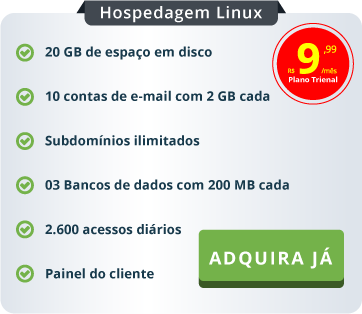 Hospedagem Linux
20 GB de espaço em disco
R$ 9,99 /mês
Plano Trienal
10 contas de e-mail com 2 GB cada
Subdomínios ilimitados
03 Bancos de dados com 200 MB cada
2.600 acessos diários
ADQUIRA JÁ
Painel do cliente